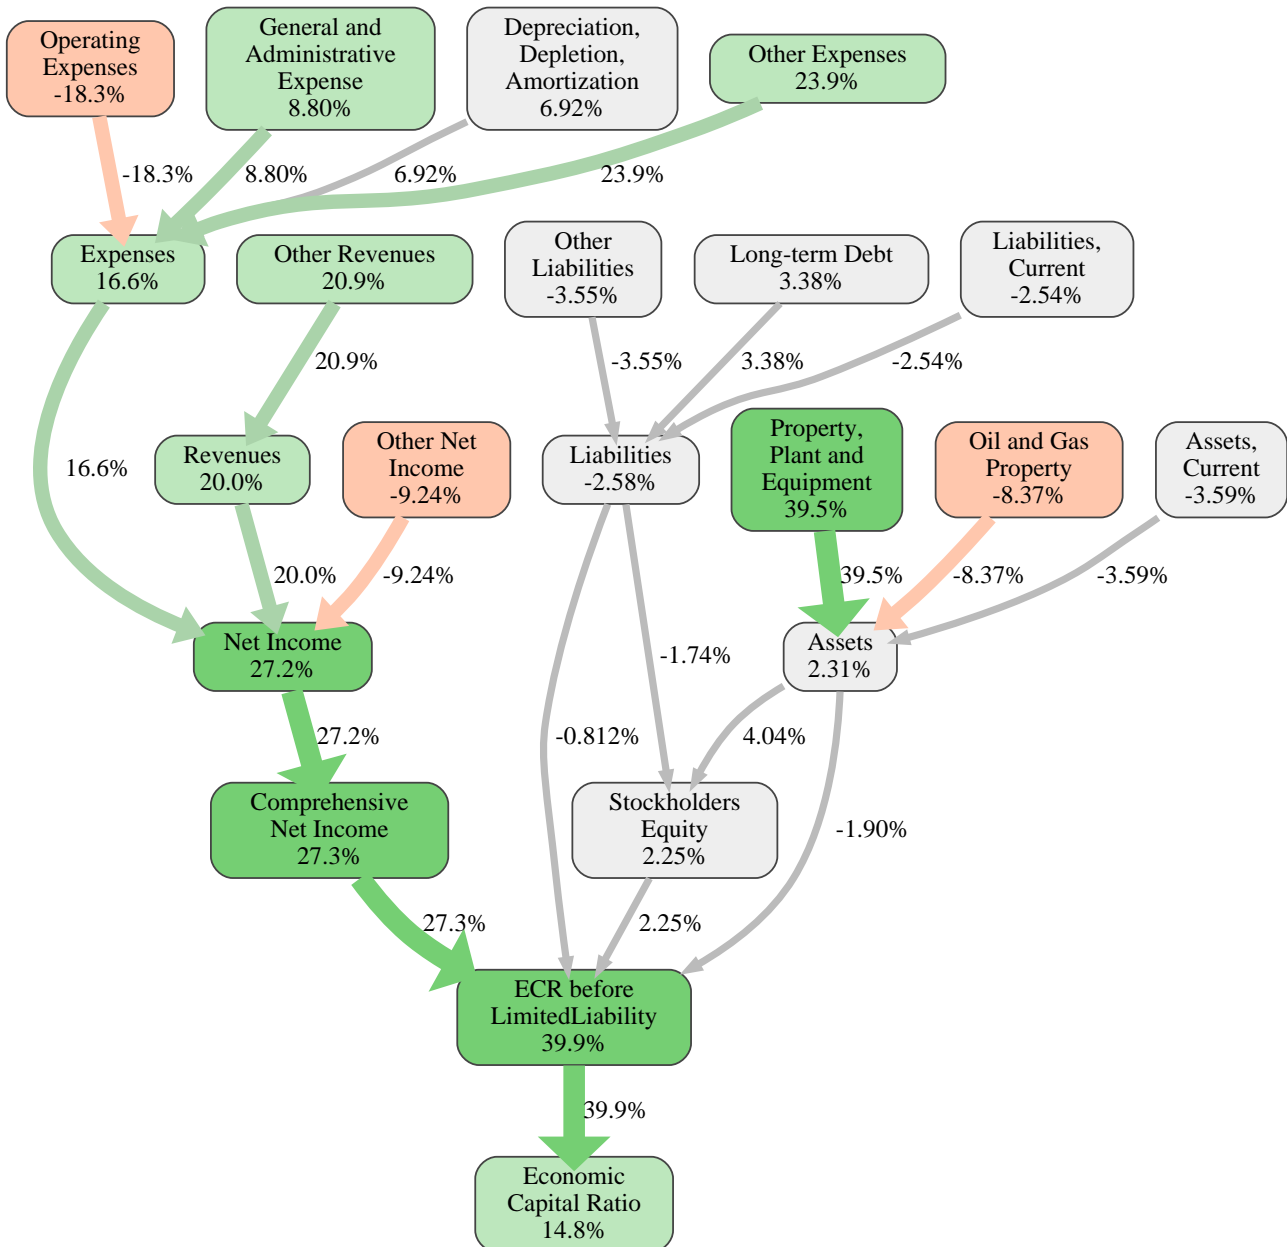 Operating
Expenses
-18.3%
General and
Administrative
Expense
8.80%
Depreciation,
Depletion,
Amortization
6.92%
Other Expenses
23.9%
-18.3%
8.80%
6.92%
23.9%
Expenses
16.6%
Other Revenues
20.9%
Other
Liabilities
-3.55%
Long-term Debt
3.38%
Liabilities,
Current
-2.54%
20.9%
-3.55%
3.38%
-2.54%
16.6%
Revenues
20.0%
Other Net
Income
-9.24%
Liabilities
-2.58%
Property,
Plant and
Equipment
39.5%
Oil and Gas
Property
-8.37%
Assets,
Current
-3.59%
20.0%
-9.24%
39.5%
-8.37%
-3.59%
Net Income
27.2%
-1.74%
Assets
2.31%
27.2%
-0.812%
4.04%
Comprehensive
Net Income
27.3%
Stockholders
Equity
2.25%
-1.90%
27.3%
2.25%
ECR before
LimitedLiability
39.9%
39.9%
Economic
Capital Ratio
14.8%